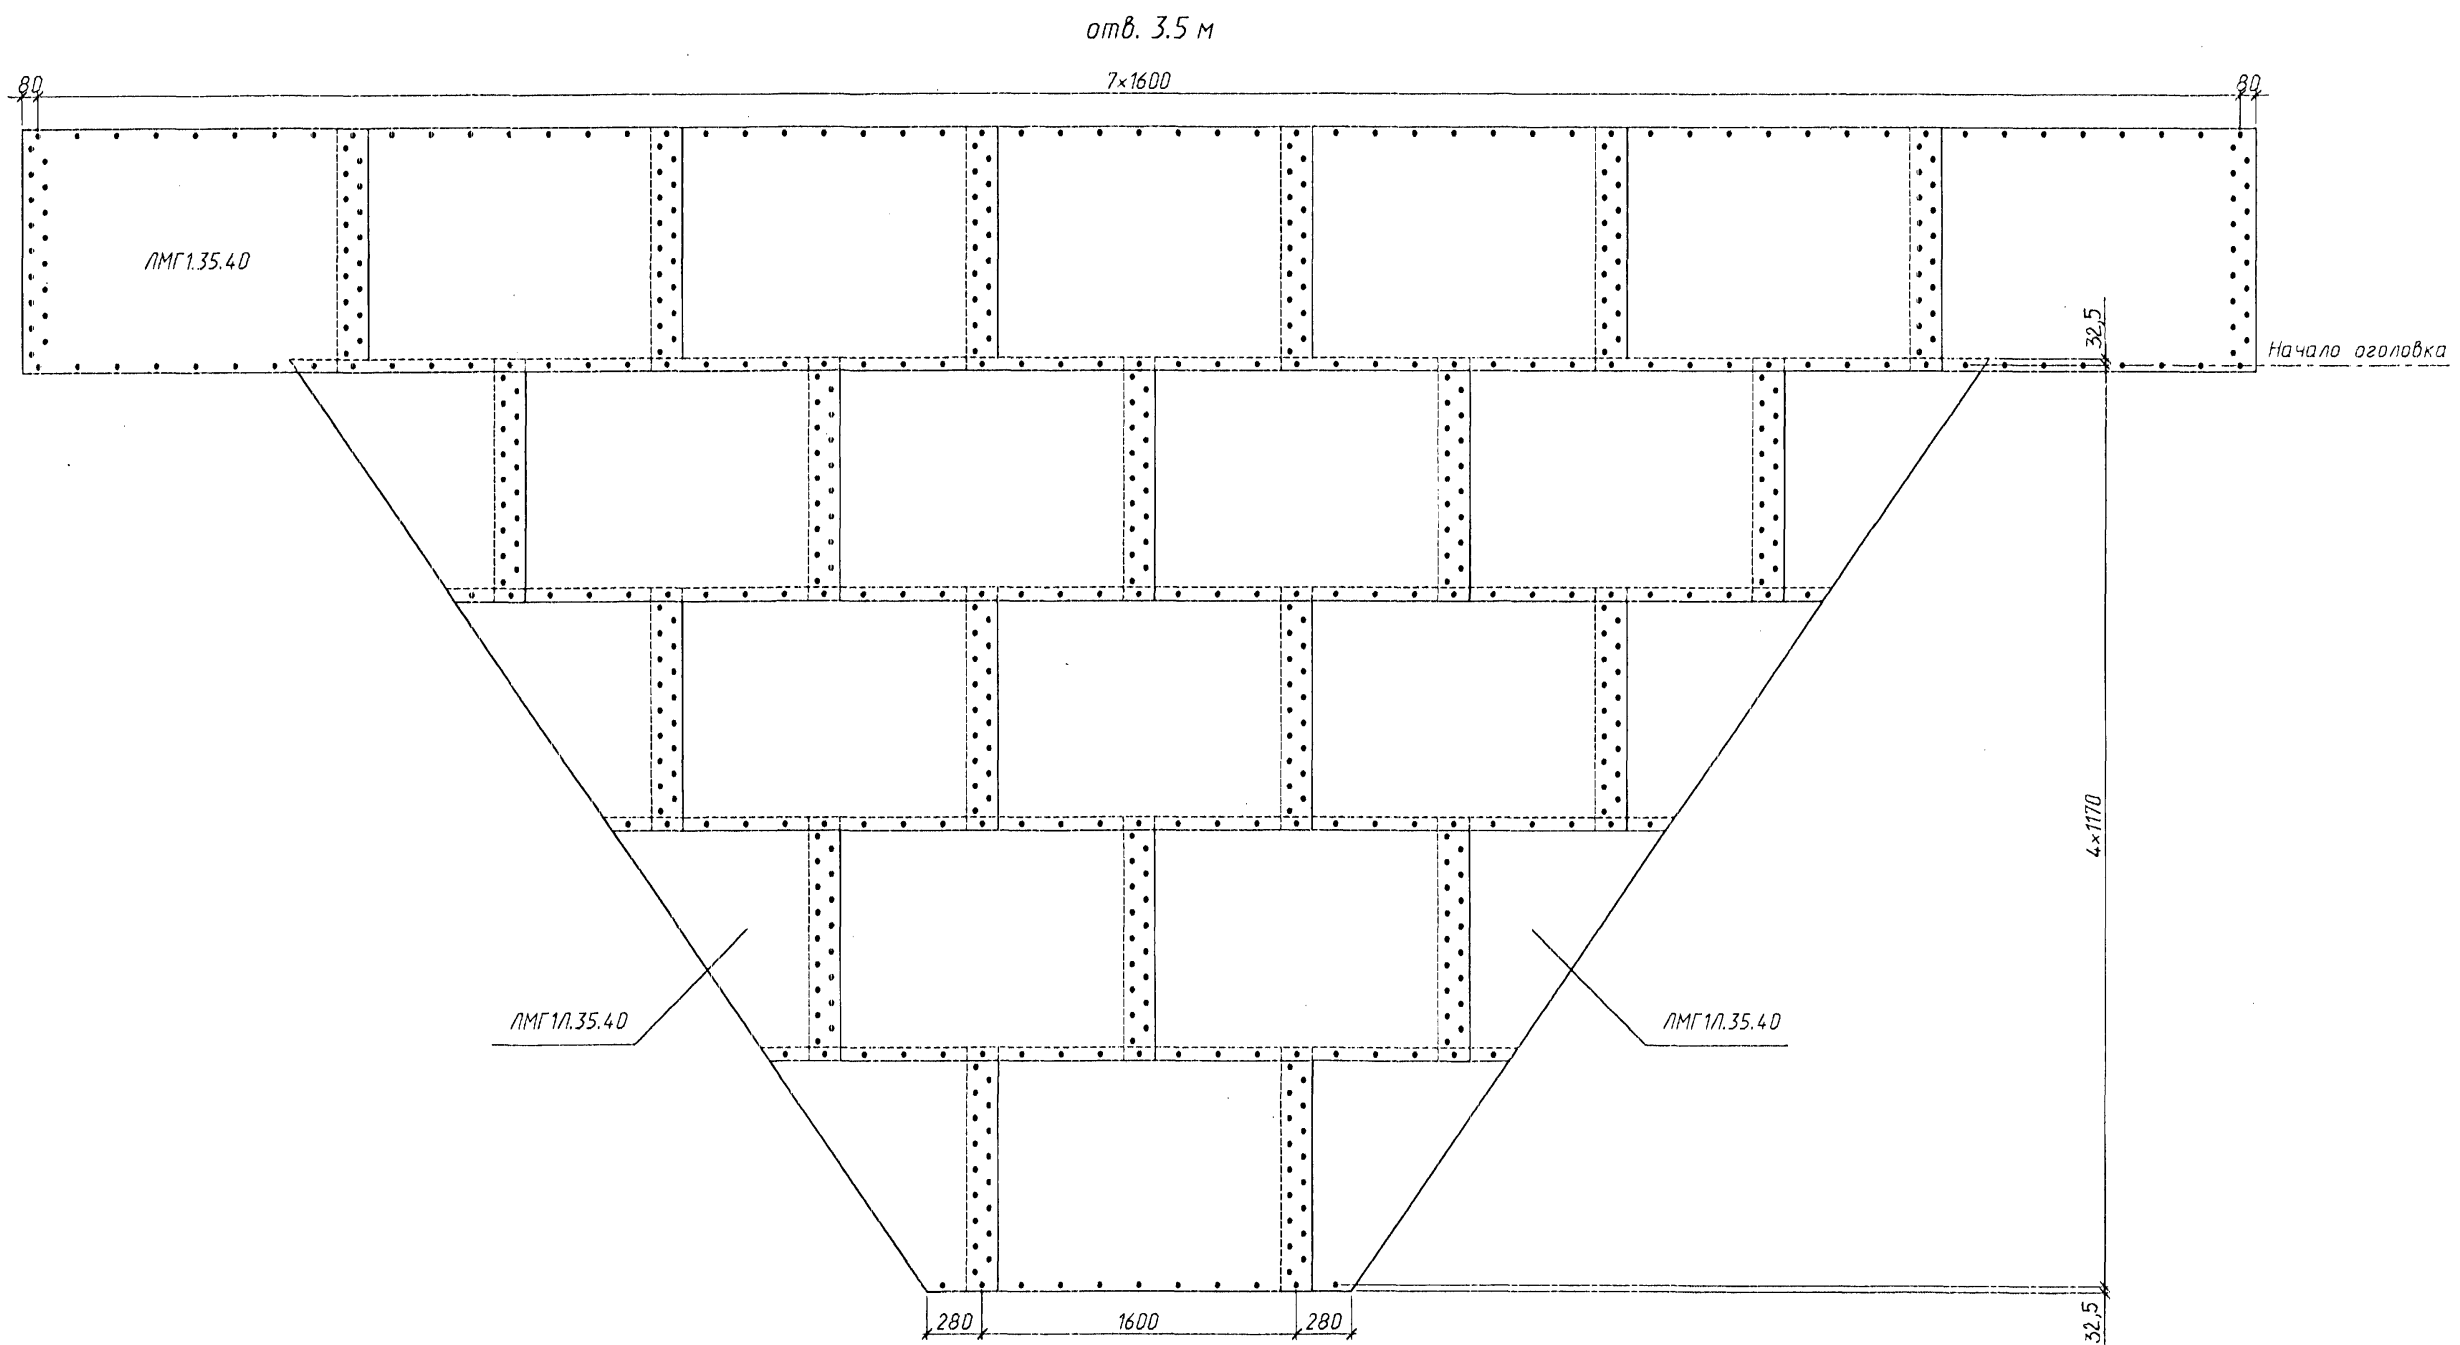 отв. 3.5 м
80
7×1600
80
ЛМГ1.35.40
32,5
Начало оголовка
4×1170
ЛМГ1Л.35.40
ЛМГ1Л.35.40
280
1600
280
32,5